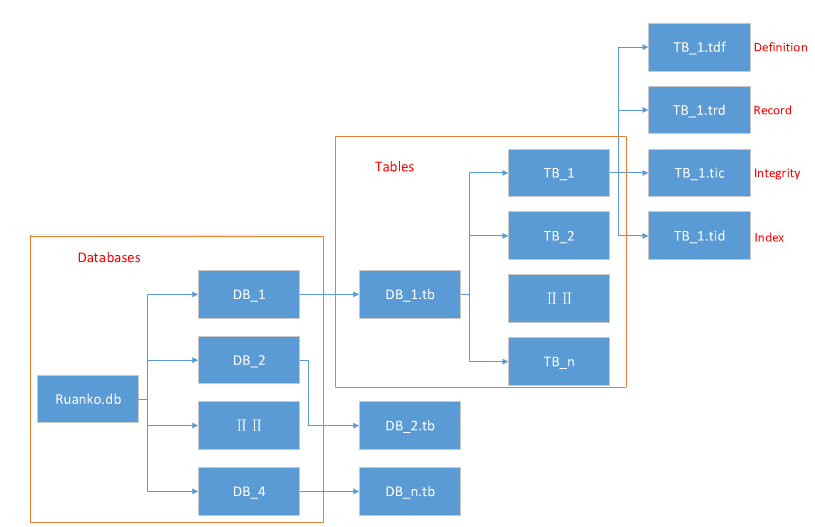 TB_1.tdf Definition
TB_1.trd Record
Tables
TB_1
TB_1.tic Integrity
TB_2
TB_1.tid Index
Databases
DB_1
DB_1.tb
ⅡⅡ
DB_2
TB_n
Ruanko.db
ⅡⅡ
DB_2.tb
DB_4
DB_n.tb